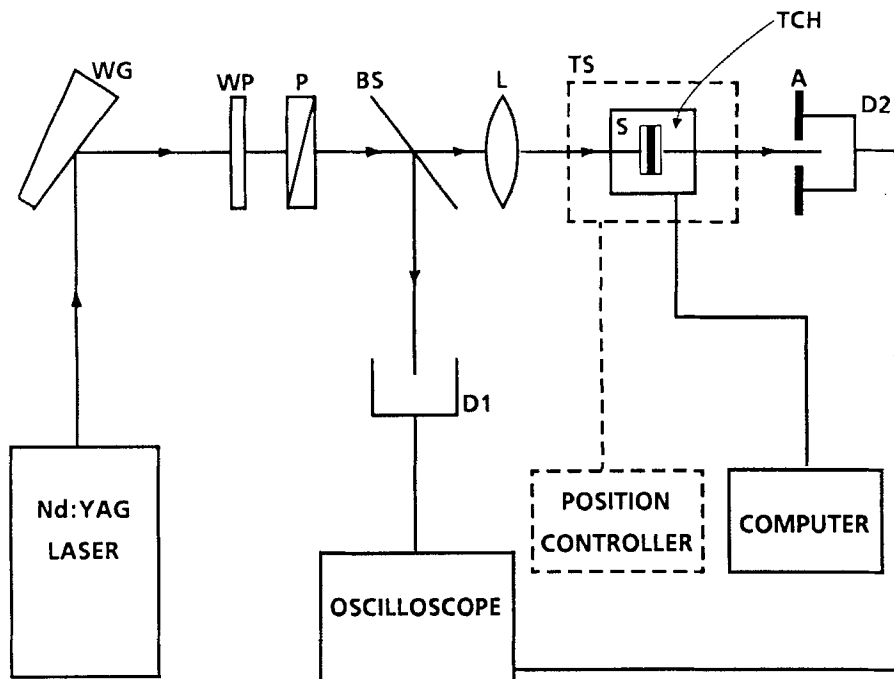 TCH
WG
WP
P
BS
L
TS
A
D2
S
D1
Nd:YAG
LASER
POSITION
CONTROLLER
COMPUTER
OSCILLOSCOPE